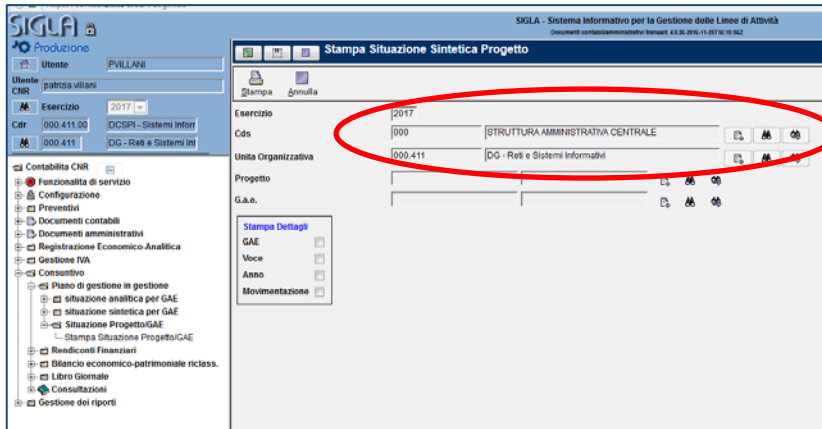 SIGLA
SIGLA - Sistema Informativo per la Gestione delle Linee di Attività
Produzione
Utente PVILLANI
Utente CNR patrizia.villani
Esercizio 2017
Cdr 000.411.00 DCSPI - Sistemi Inforr
000.411 DG - Reti e Sistemi Inf
Contabilita CNR
Funzionalita di servizio
Configurazione
Preventivi
Documenti contabili
Documenti amministrativi
Registrazione Economico-Analitica
Gestione IVA
Consuntivo
Piano di gestione in gestione
situazione analitica per GAE
situazione sintetica per GAE
Situazione Progetto/GAE
Stampa Situazione Progetto/GAE
Rendiconti Finanziari
Bilancio economico-patrimoniale riclass.
Libro Giornale
Consultazioni
Gestione dei riporti
Stampa Situazione Sintetica Progetto
Stampa Annulla
Esercizio 2017
Cds 000 STRUTTURA AMMINISTRATIVA CENTRALE
Unita Organizzativa 000.411 DG - Reti e Sistemi Informativi
Progetto
G.a.e.
Stampa Dettagli
GAE
Voce
Anno
Movimentazione